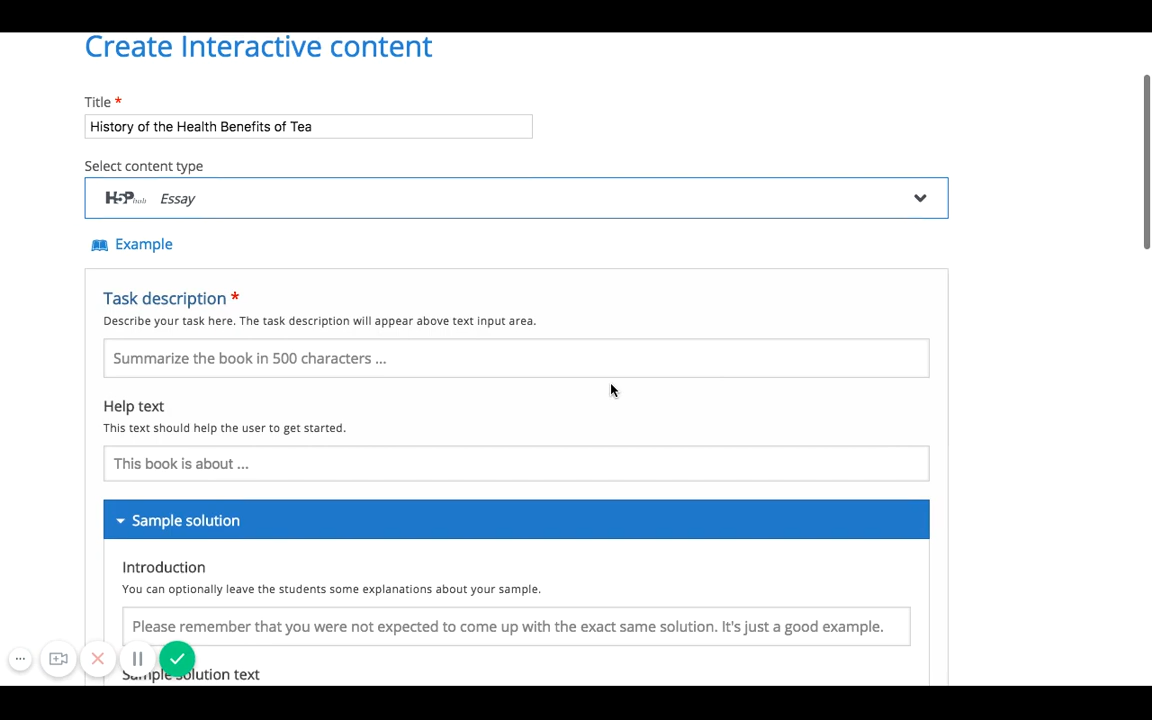 Create Interactive content
Title *
History of the Health Benefits of Tea
Select content type
H5P hub Essay
Example
Task description *
Describe your task here. The task description will appear above text input area.
Summarize the book in 500 characters ...
Help text
This text should help the user to get started.
This book is about ...
Sample solution
Introduction
You can optionally leave the students some explanations about your sample.
Please remember that you were not expected to come up with the exact same solution. It's just a good example.
Sample solution text